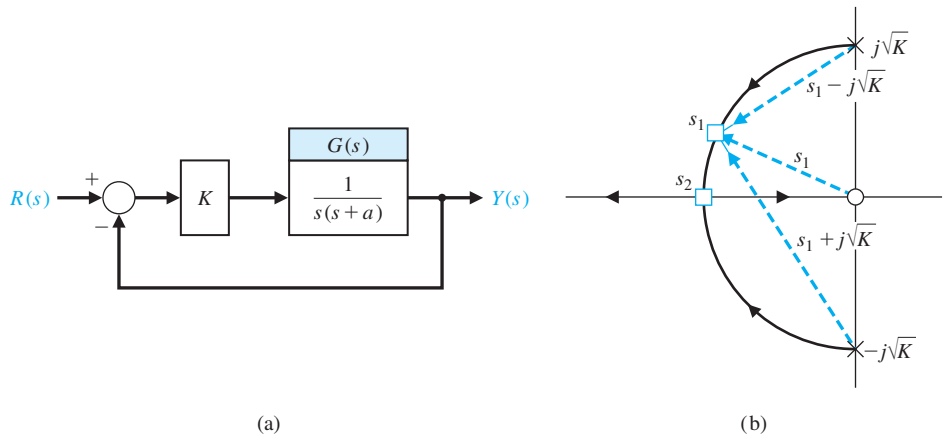 R(s)
+
−
K
G(s)
1
s(s + a)
Y(s)
(a)
j√K
s₁ − j√K
s₁
s₁
s₂
s₁ + j√K
−j√K
(b)